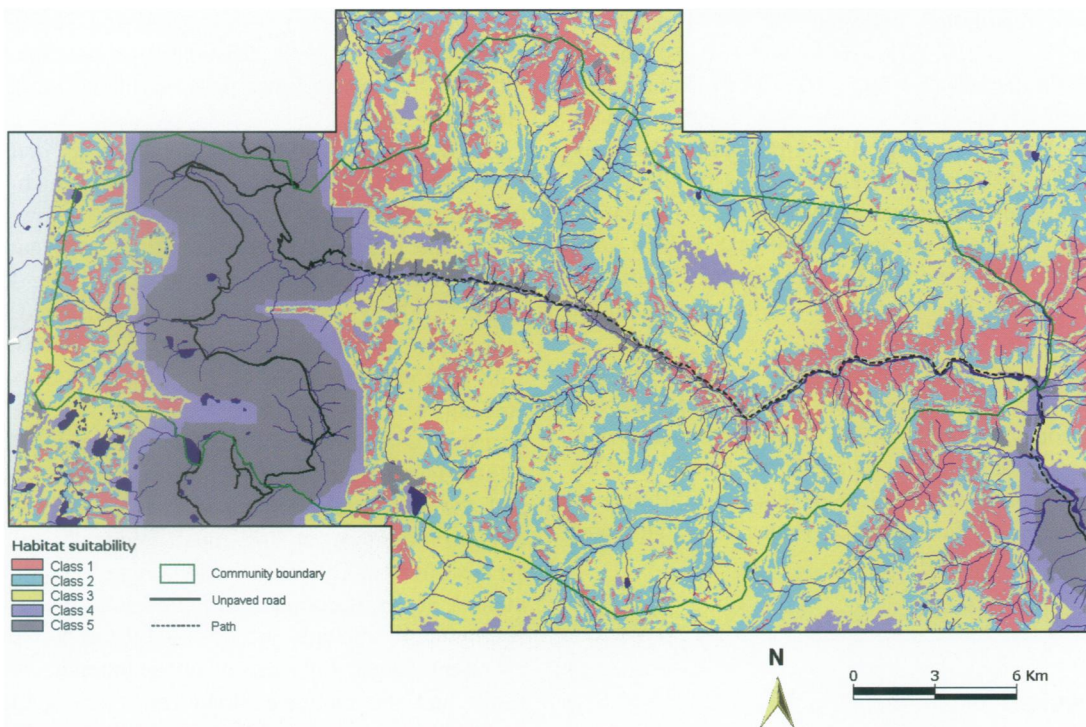 Habitat suitability
Class 1
Class 2
Class 3
Class 4
Class 5
Community boundary
Unpaved road
Path
N
0 3 6 Km